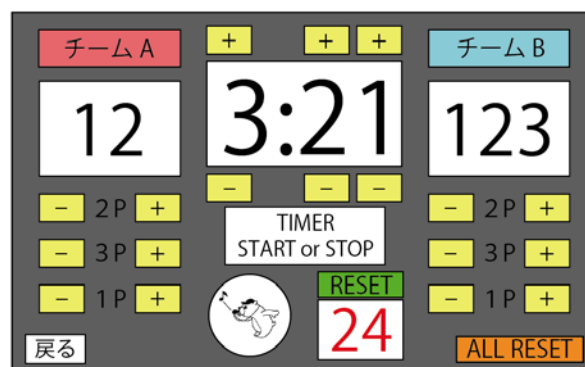 チーム A
+ + +
チーム B
12
3:21
123
- - -
- 2P +
- 2P +
TIMER
START or STOP
- 3P +
- 3P +
RESET
- 1P +
- 1P +
24
戻る
ALL RESET